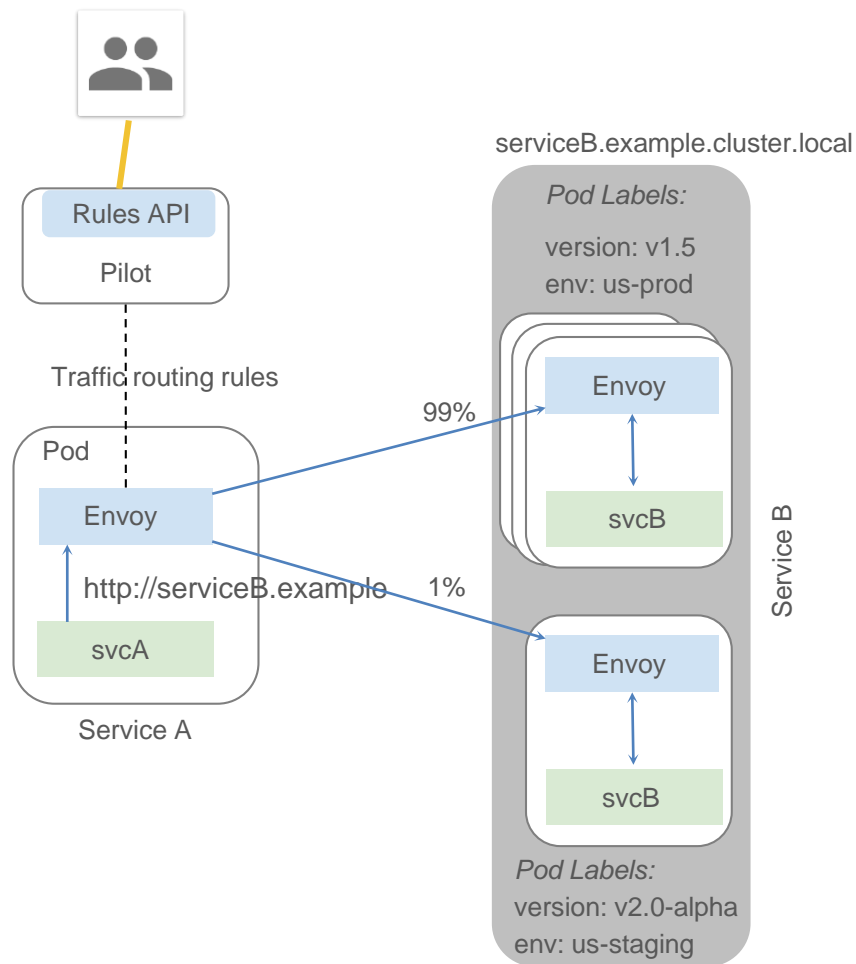 serviceB.example.cluster.local
Rules API
Pilot
Traffic routing rules
Pod
Envoy
http://serviceB.example
svcA
Service A
99%
1%
Pod Labels:
version: v1.5
env: us-prod
Envoy
svcB
Service B
Envoy
svcB
Pod Labels:
version: v2.0-alpha
env: us-staging